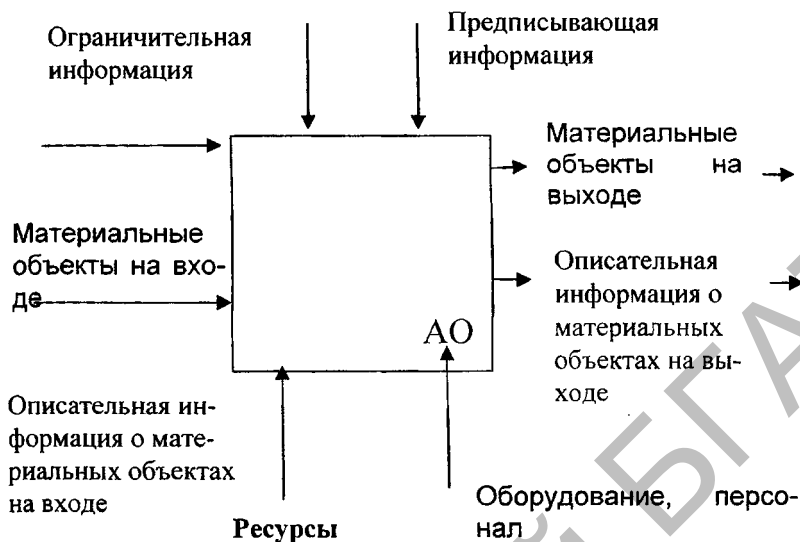 Ограничительная
информация
Предписывающая
информация
Материальные
объекты на
выходе
Материальные
объекты на вхо-
де
Описательная
информация о
материальных
объектах на вы-
ходе
А0
Описательная ин-
формация о мате-
риальных объектах
на входе
Ресурсы
Оборудование, персо-
нал